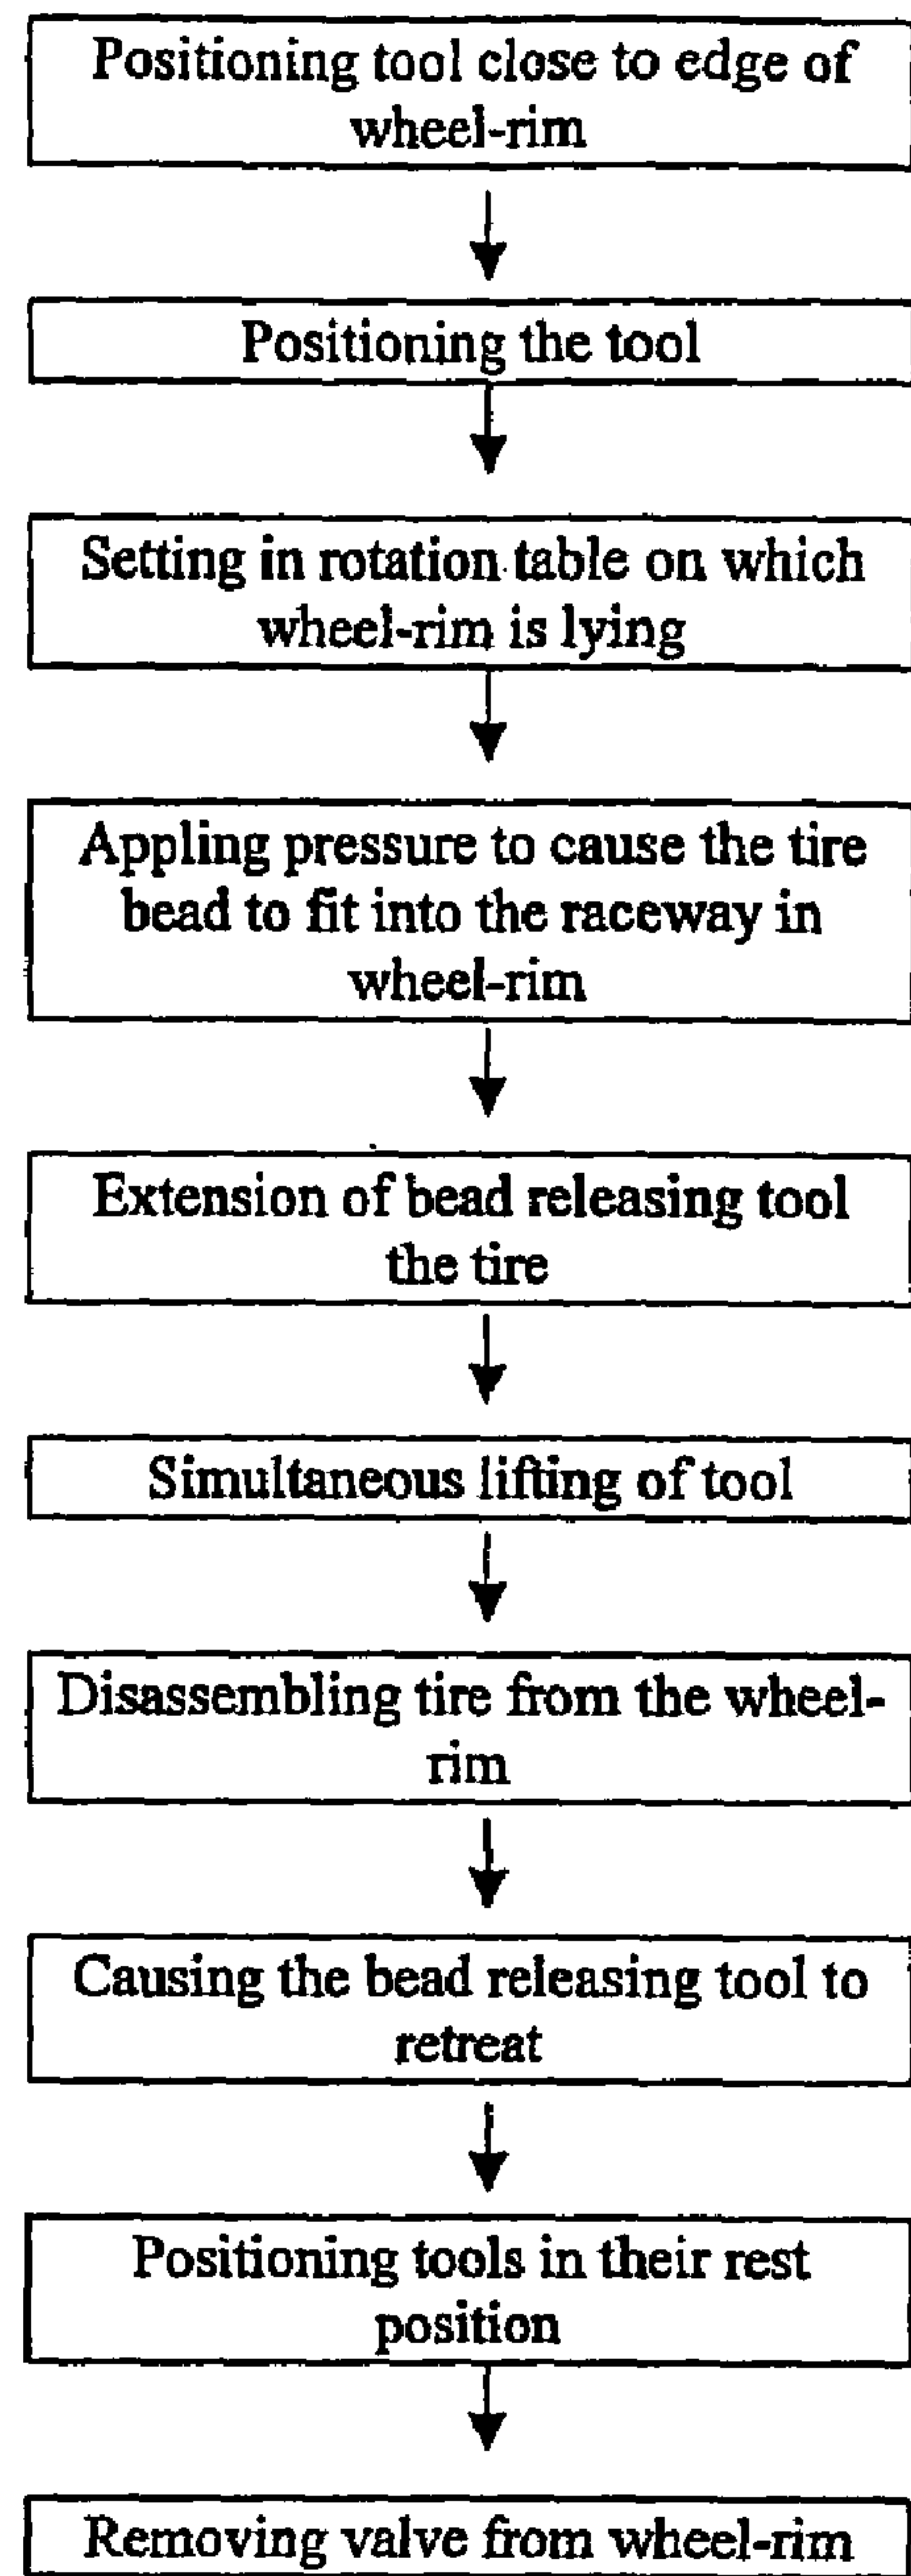 Positioning tool close to edge of
wheel-rim
Positioning the tool
Setting in rotation table on which
wheel-rim is lying
Appling pressure to cause the tire
bead to fit into the raceway in
wheel-rim
Extension of bead releasing tool
the tire
Simultaneous lifting of tool
Disassembling tire from the wheel-
rim
Causing the bead releasing tool to
retreat
Positioning tools in their rest
position
Removing valve from wheel-rim